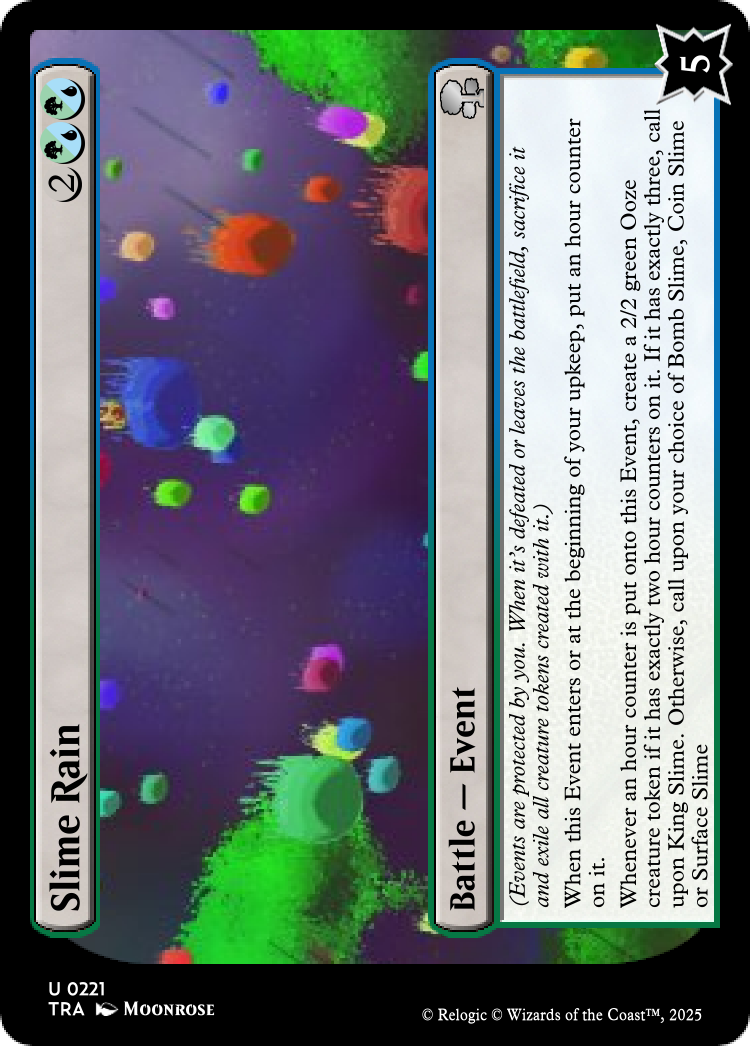 Slime Rain 2
Battle — Event
(Events are protected by you. When it's defeated or leaves the battlefield, sacrifice it
and exile all creature tokens created with it.)
When this Event enters or at the beginning of your upkeep, put an hour counter
on it.
Whenever an hour counter is put onto this Event, create a 2/2 green Ooze
creature token if it has exactly two hour counters on it. If it has exactly three, call
upon King Slime. Otherwise, call upon your choice of Bomb Slime, Coin Slime
or Surface Slime
5
U 0221
TRA Moonrose
© Relogic © Wizards of the Coast™, 2025